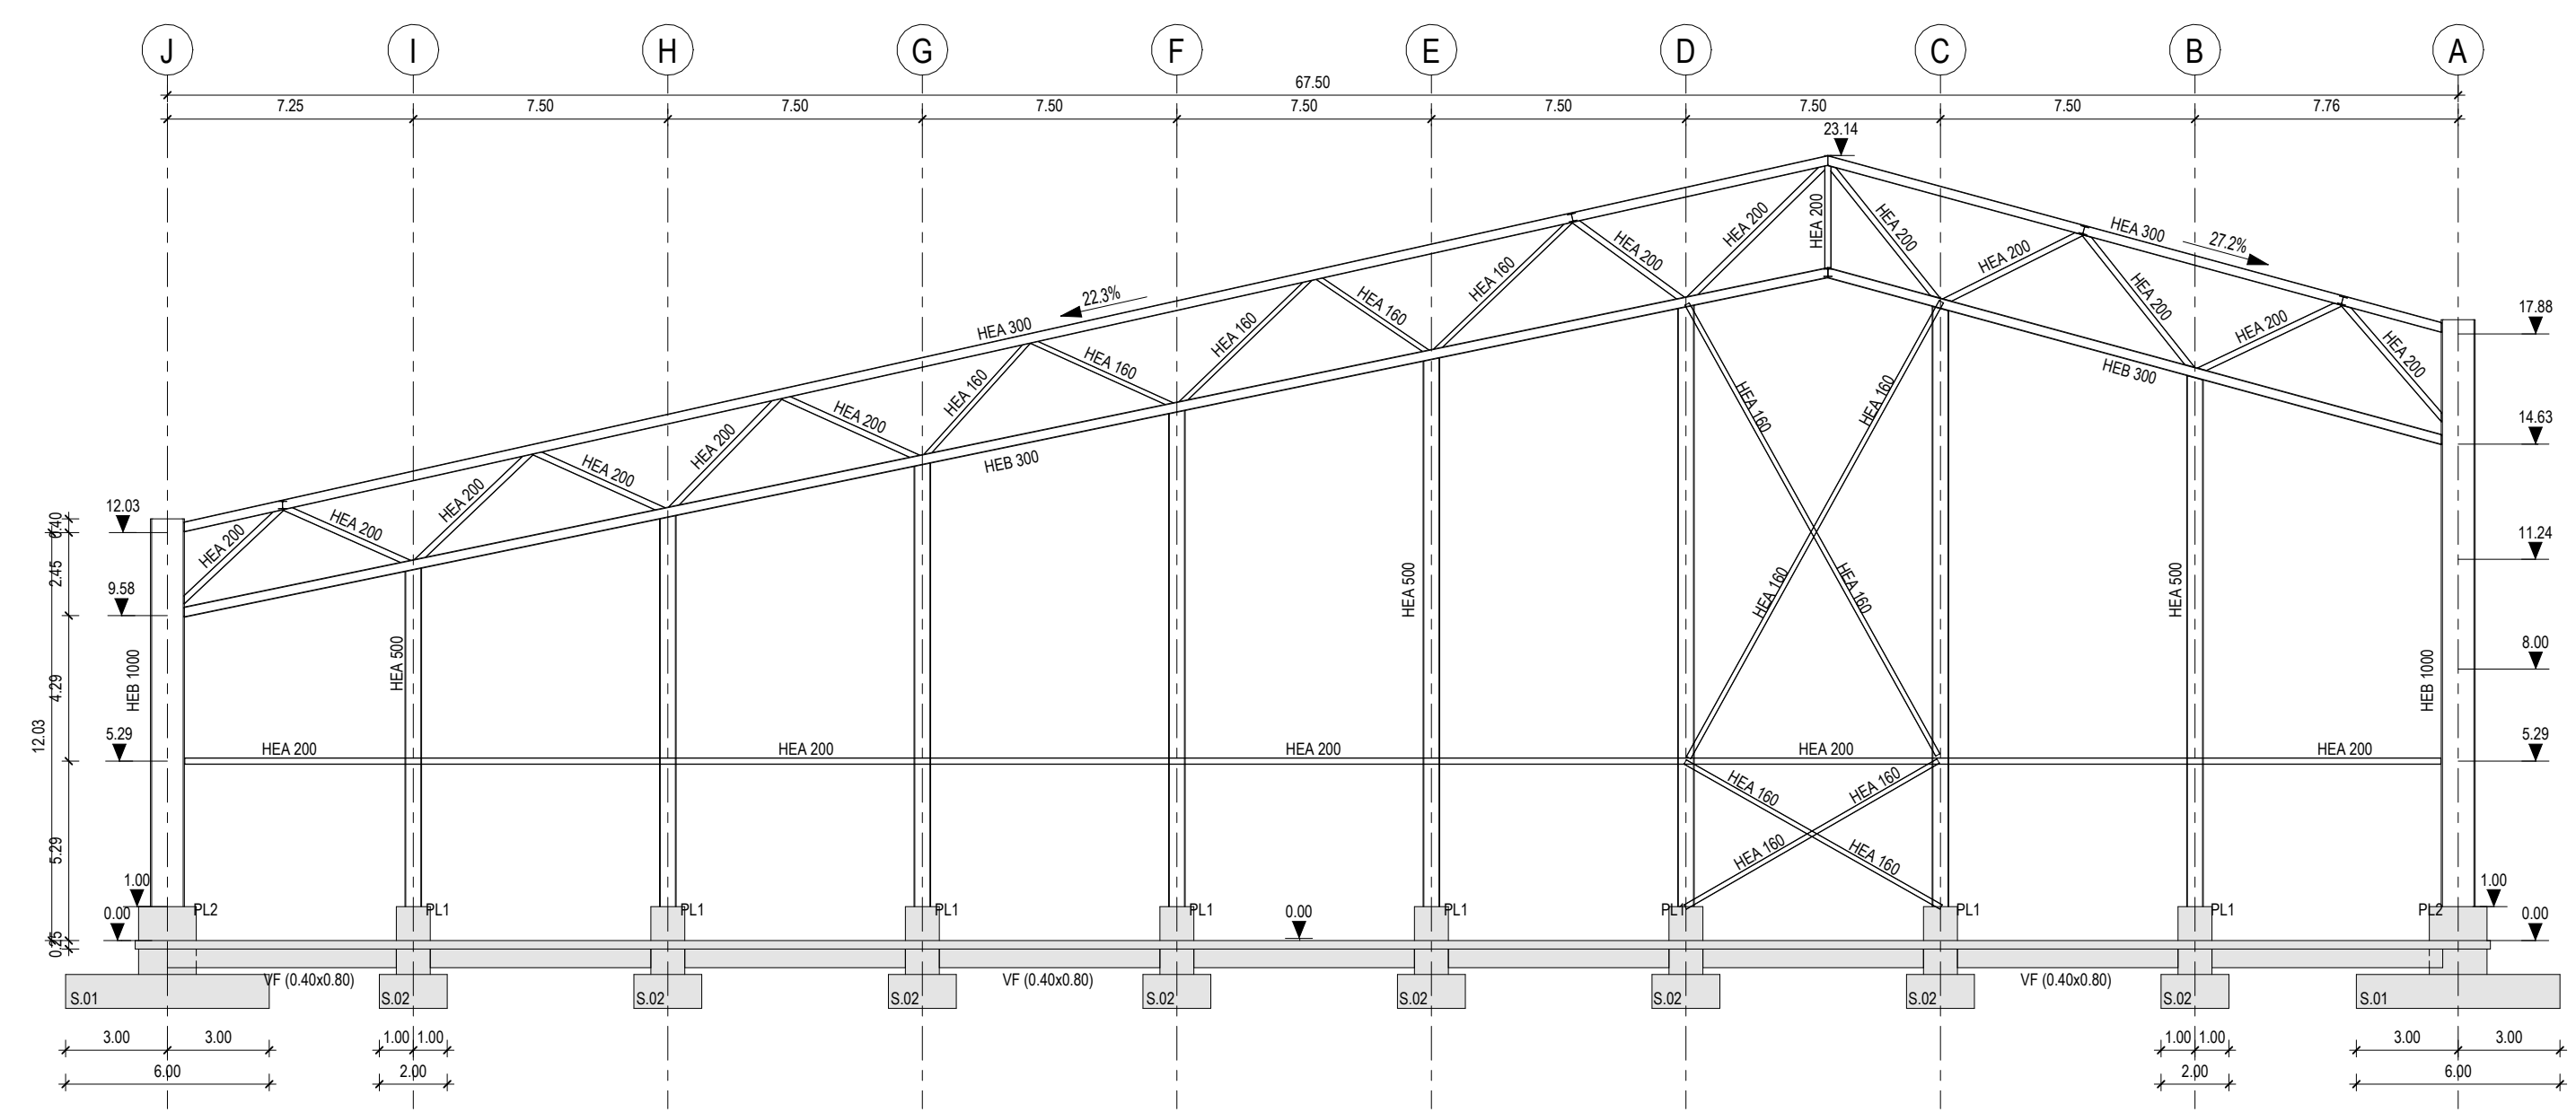 J I H G F E D C B A
67.50
7.25 7.50 7.50 7.50 7.50 7.50 7.50 7.50 7.76
23.14
HEA 200
HEA 200
HEA 200
HEA 200
HEA 200
HEA 300
27.2%
HEA 160
HEA 160
HEA 200
22.3%
HEA 300
HEA 160
HEA 160
HEA 200
17.88
HEA 200
HEA 200
HEB 300
14.63
HEA 160
HEA 160
HEA 160
HEA 200
HEA 200
HEB 300
HEA 200
HEA 200
HEA 200
HEA 200
12.03
0.40
11.24
2.45
9.58
HEA 500
HEA 160
HEA 160
HEA 500
HEB 1000
HEA 500
8.00
HEB 1000
4.29
12.03
5.29
HEA 200 HEA 200 HEA 200 HEA 200 HEA 200
5.29
HEA 160
HEA 160
5.29
HEA 160
HEA 160
1.00
1.00
PL2 PL1 PL1 PL1 PL1 PL1 PL1 PL1 PL1 PL2
0.00
0.00
0.00
0.25
VF (0.40x0.80) VF (0.40x0.80) VF (0.40x0.80)
S.01 S.02 S.02 S.02 S.02 S.02 S.02 S.02 S.02 S.01
3.00 3.00 1.00 1.00 1.00 1.00 3.00 3.00
6.00 2.00 2.00 6.00